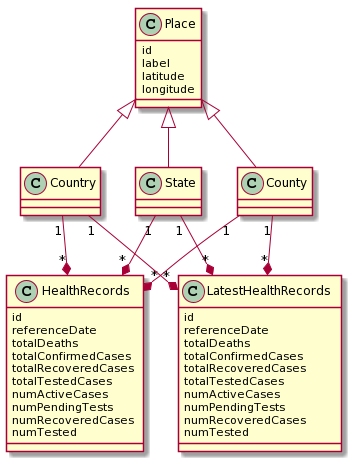 C Place
id
label
latitude
longitude
C Country
C State
C County
1 1 1 1 1 1
* * * * * *
C HealthRecords
id
referenceDate
totalDeaths
totalConfirmedCases
totalRecoveredCases
totalTestedCases
numActiveCases
numPendingTests
numRecoveredCases
numTested
C LatestHealthRecords
id
referenceDate
totalDeaths
totalConfirmedCases
totalRecoveredCases
totalTestedCases
numActiveCases
numPendingTests
numRecoveredCases
numTested